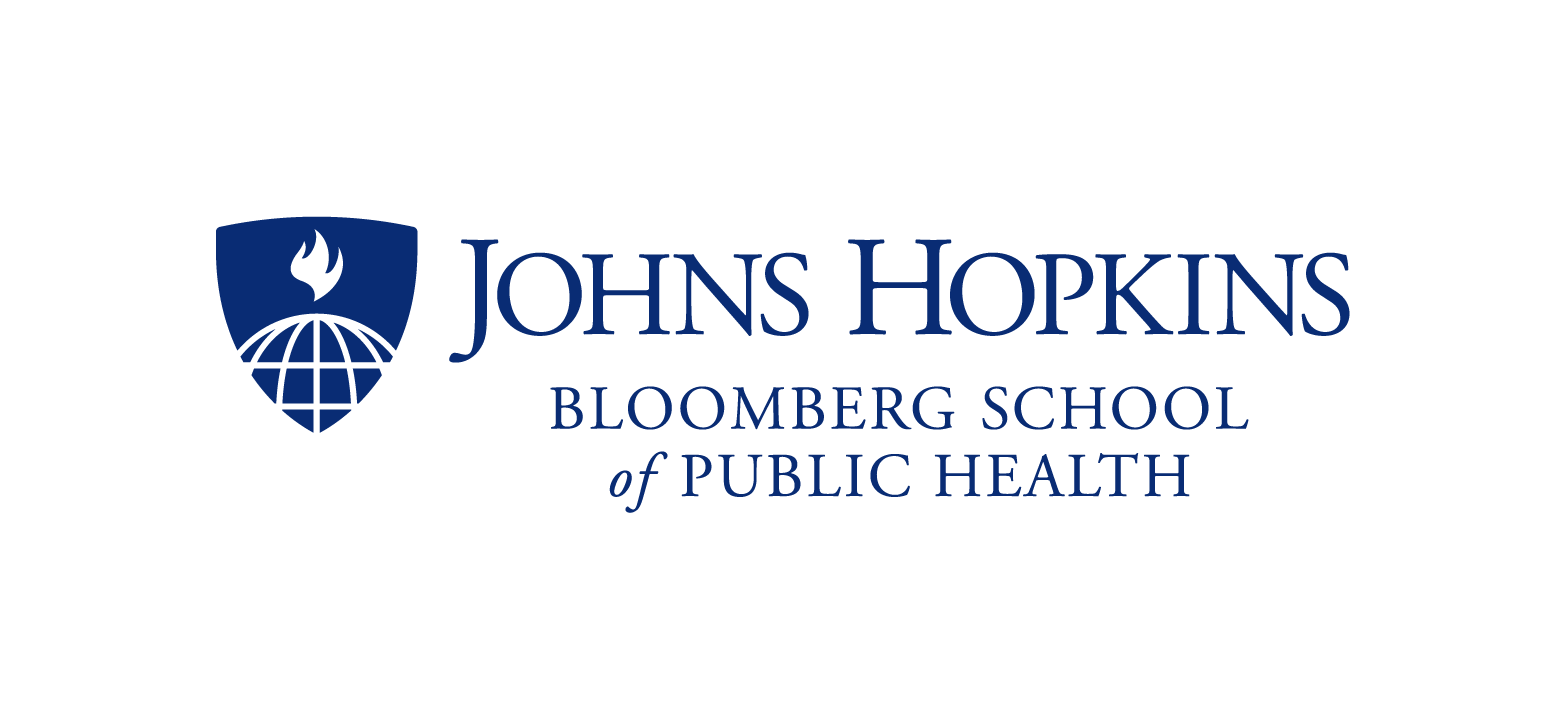 JOHNS HOPKINS
BLOOMBERG SCHOOL
of PUBLIC HEALTH